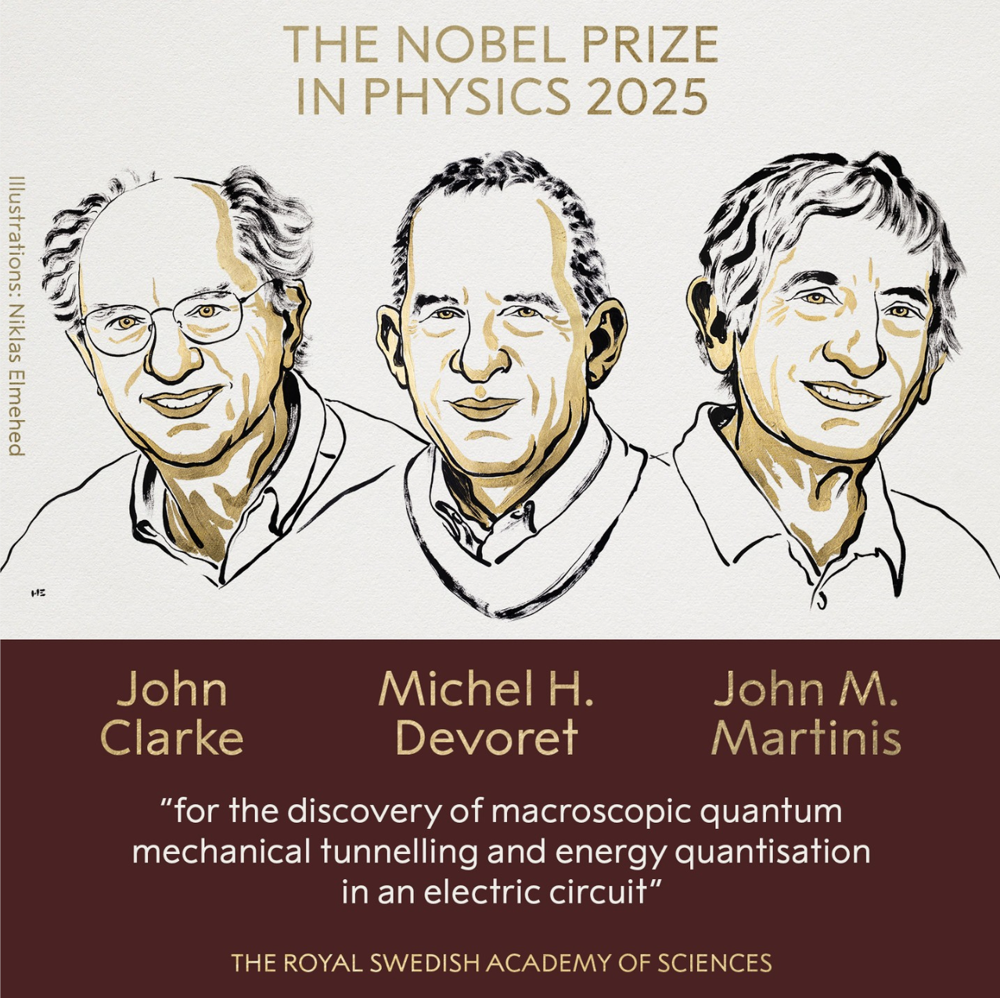 THE NOBEL PRIZE
IN PHYSICS 2025
Illustrations: Niklas Elmehed
John
Clarke
Michel H.
Devoret
John M.
Martinis
“for the discovery of macroscopic quantum
mechanical tunnelling and energy quantisation
in an electric circuit”
THE ROYAL SWEDISH ACADEMY OF SCIENCES